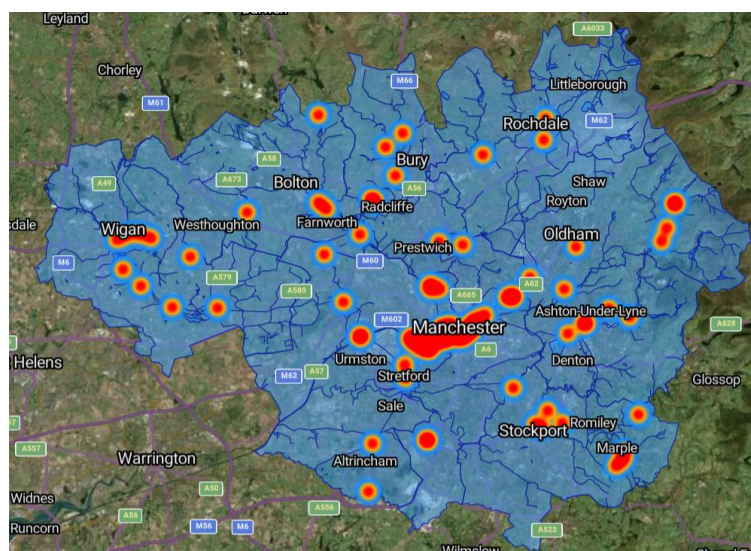 Leyland
A6033
Chorley
M66
Littleborough
M61
Rochdale
M62
A58
Bury
A673
Bolton
A49
Shaw
A56
Royton
Radcliffe
Farnworth
Westhoughton
Wigan
Oldham
Prestwich
M6
M60
A579
A580
A62
A665
Ashton-Under-Lyne
M602
Manchester
A628
A6
Helens
Urmston
Denton
A57
M62
Stretford
Glossop
Sale
Stockport
Romiley
A557
Marple
Warrington
Altrincham
A50
Widnes
A556
A56
M56
M6
Runcorn
A523
Wilmslow